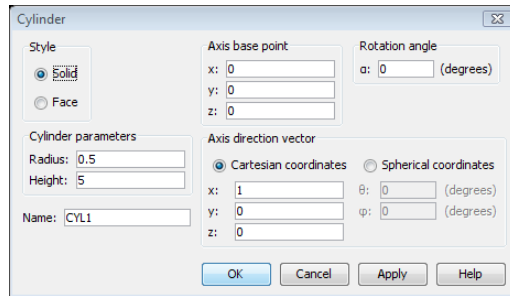 Cylinder
Style
Solid
Face
Cylinder parameters
Radius: 0.5
Height: 5
Name: CYL1
Axis base point
x: 0
y: 0
z: 0
Rotation angle
α: 0 (degrees)
Axis direction vector
Cartesian coordinates Spherical coordinates
x: 1 θ: 0 (degrees)
y: 0 φ: 0 (degrees)
z: 0
OK Cancel Apply Help